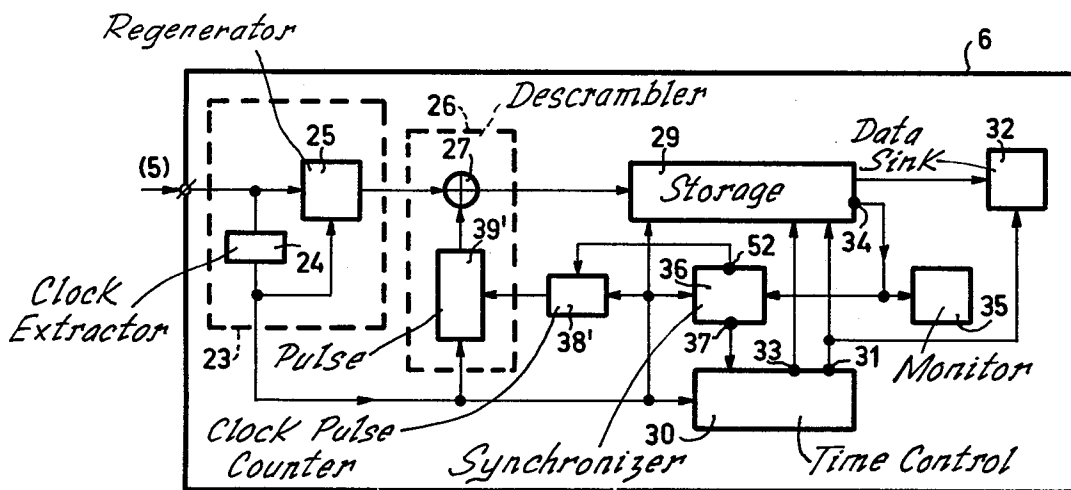 Regenerator
6
Descrambler
26
25
27
29
Data
Sink
32
(5)
Storage
34
39'
52
24
36
Clock
Extractor
38'
37
35
23
Pulse
33
31
Monitor
Clock Pulse
Counter
30
Synchronizer
Time Control